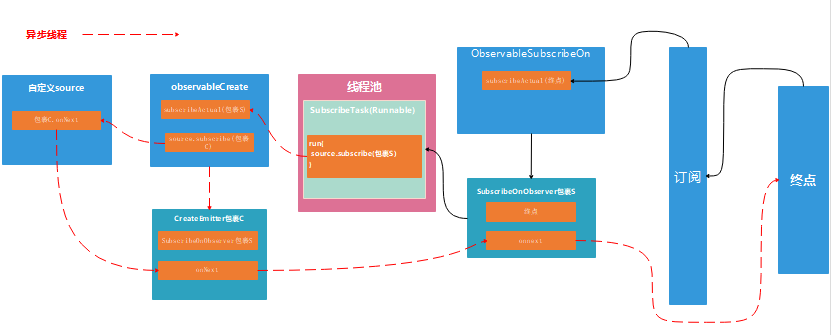 异步线程
自定义source
包裹C.onNext
observableCreate
subscribeActual(包裹S)
source.subscribe(包裹
C)
CreateEmitter包裹C
SubscribeOnObserver包裹S
onNext
线程池
SubscribeTask(Runnable)
run(
source.subscribe(包裹S)
)
ObservableSubscribeOn
subscribeActual(终点)
SubscribeOnObserver包裹S
终点
onnext
订阅
终点